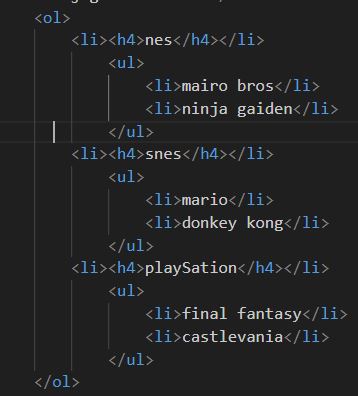 <ol>
<li><h4>nes</h4></li>
<ul>
<li>mairo bros</li>
<li>ninja gaiden</li>
</ul>
<li><h4>snes</h4></li>
<ul>
<li>mario</li>
<li>donkey kong</li>
</ul>
<li><h4>playSation</h4></li>
<ul>
<li>final fantasy</li>
<li>castlevania</li>
</ul>
</ol>